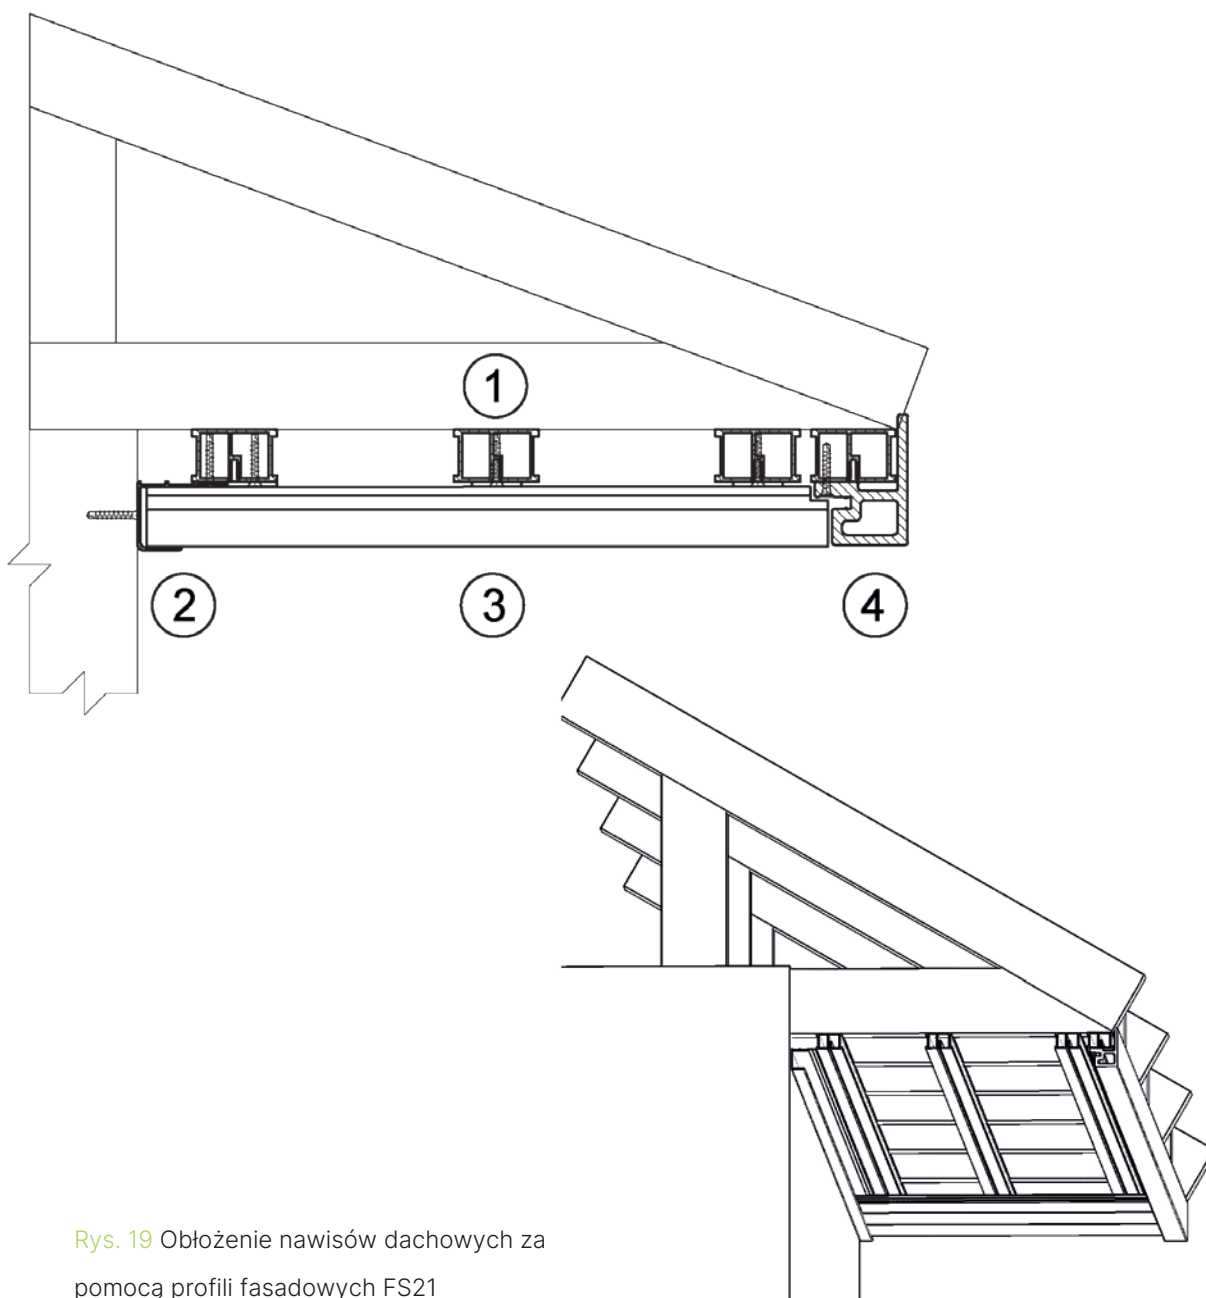 1
2
3
4
Rys. 19 Obłożenie nawisów dachowych za
pomocą profili fasadowych FS21